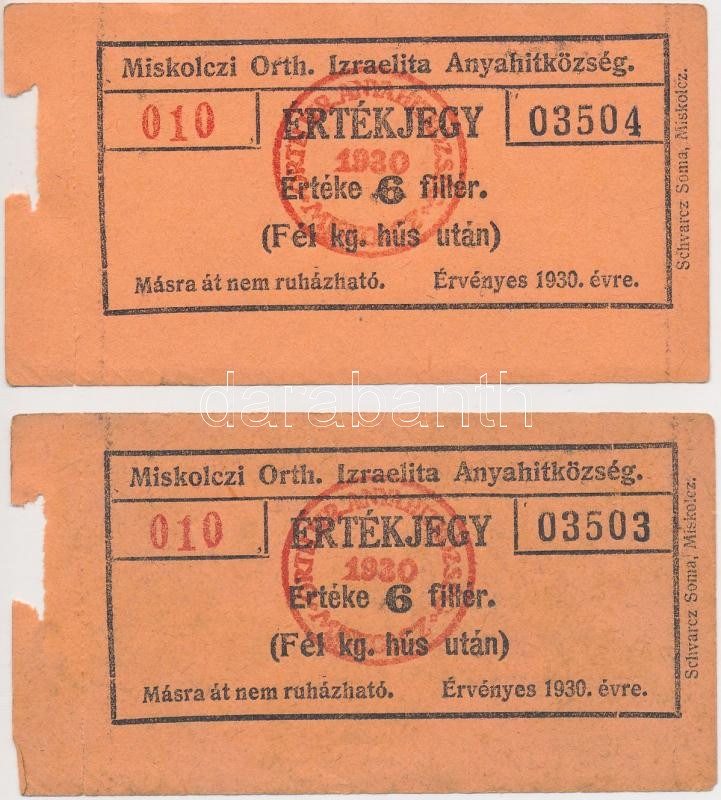 Miskolczi Orth. Izraelita Anyahitközség.
010 ÉRTÉKJEGY 03504
1930
Értéke 6 fillér.
(Fél kg. hús után)
Másra át nem ruházható. Érvényes 1930. évre.
Schvarcz Soma, Miskolcz.
darabanth
Miskolczi Orth. Izraelita Anyahitközség.
010 ÉRTÉKJEGY 03503
1930
Értéke 6 fillér.
(Fél kg. hús után)
Másra át nem ruházható. Érvényes 1930. évre.
Schvarcz Soma, Miskolcz.